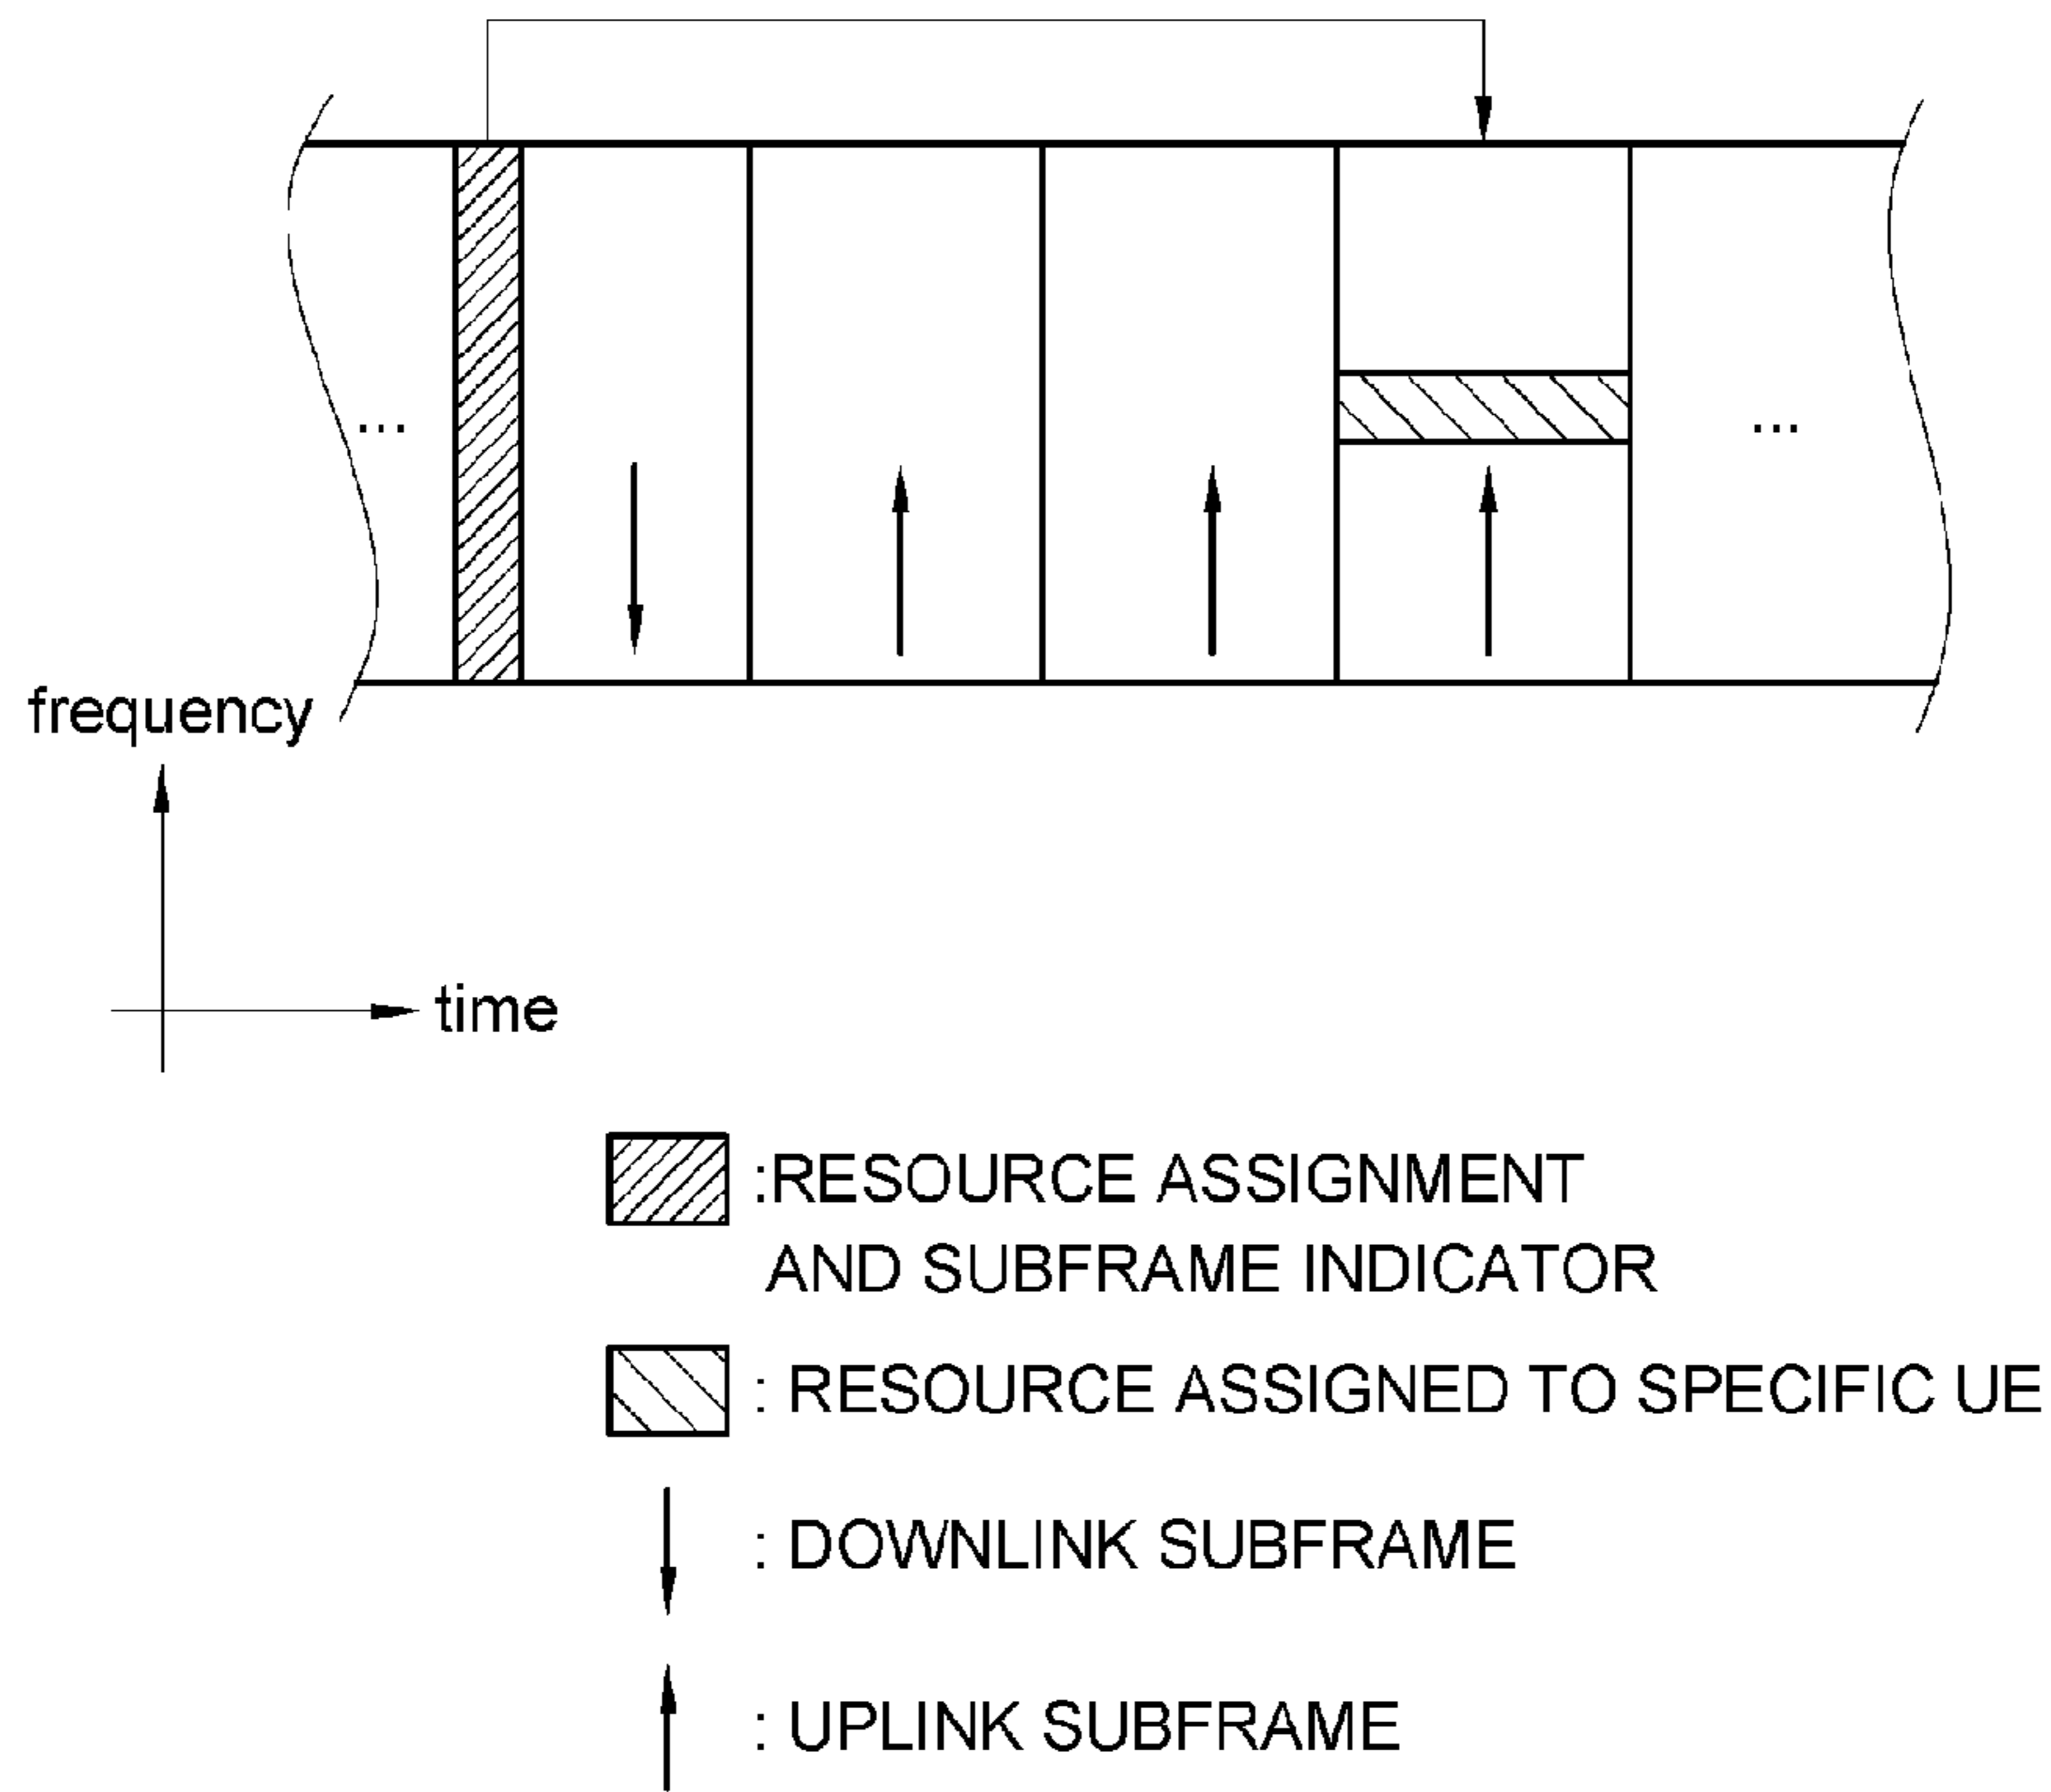 ... ...
frequency
time
:RESOURCE ASSIGNMENT
AND SUBFRAME INDICATOR
: RESOURCE ASSIGNED TO SPECIFIC UE
: DOWNLINK SUBFRAME
: UPLINK SUBFRAME